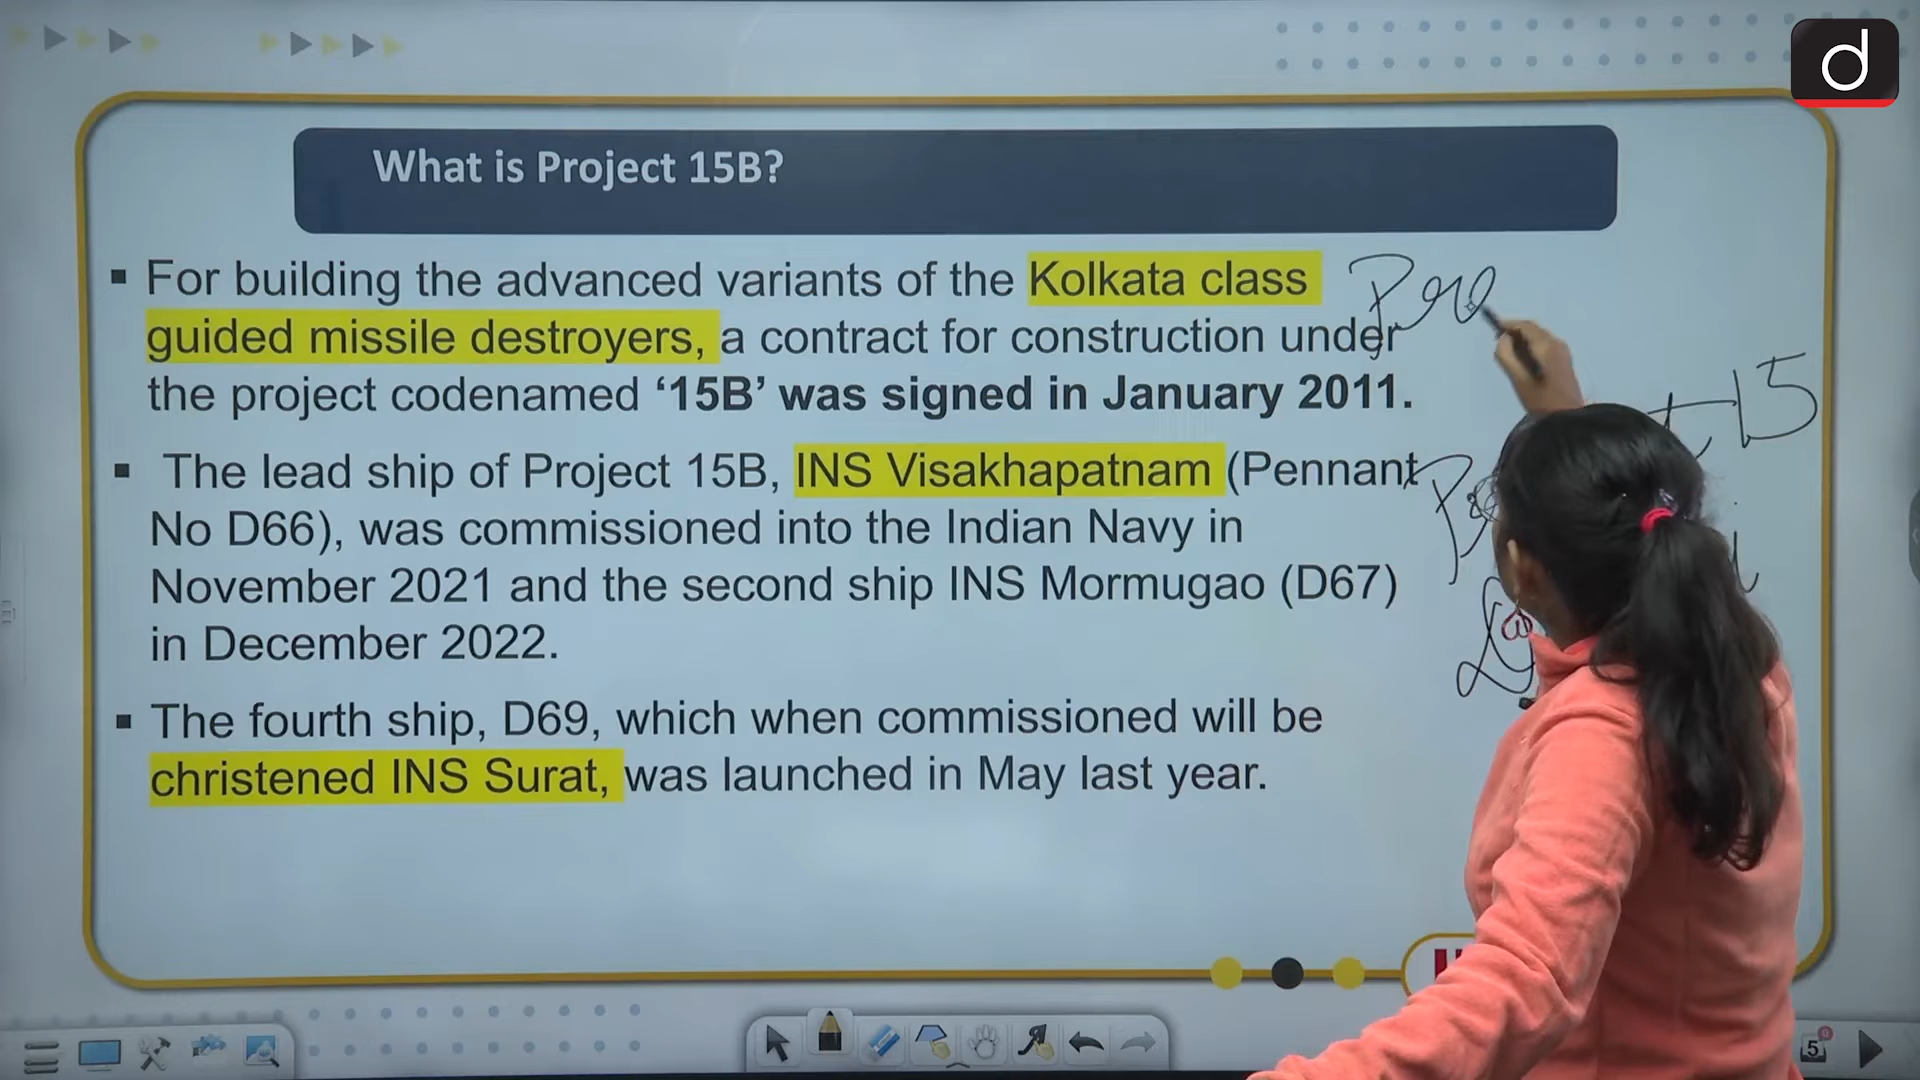 d
What is Project 15B?
▪ For building the advanced variants of the Kolkata class
guided missile destroyers, a contract for construction under
the project codenamed ‘15B’ was signed in January 2011.
▪ The lead ship of Project 15B, INS Visakhapatnam (Pennant
No D66), was commissioned into the Indian Navy in
November 2021 and the second ship INS Mormugao (D67)
in December 2022.
▪ The fourth ship, D69, which when commissioned will be
christened INS Surat, was launched in May last year.
Pro
15
5